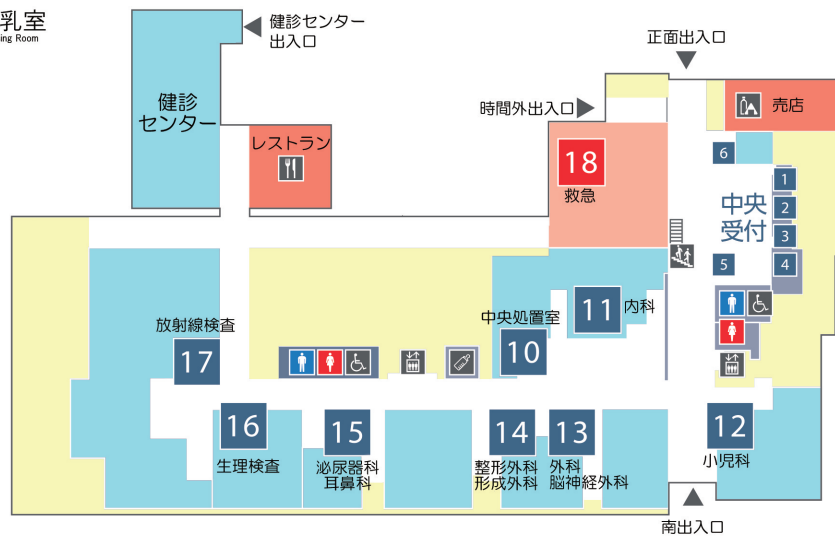 乳室
ing Room
健診センター
出入口
正面出入口
健診
センター
時間外出入口
売店
レストラン
18
救急
6
1
中央
受付
2
3
5
4
放射線検査
17
中央処置室
10
11
内科
16
生理検査
15
泌尿器科
耳鼻科
14
整形外科
形成外科
13
外科
脳神経外科
12
小児科
南出入口